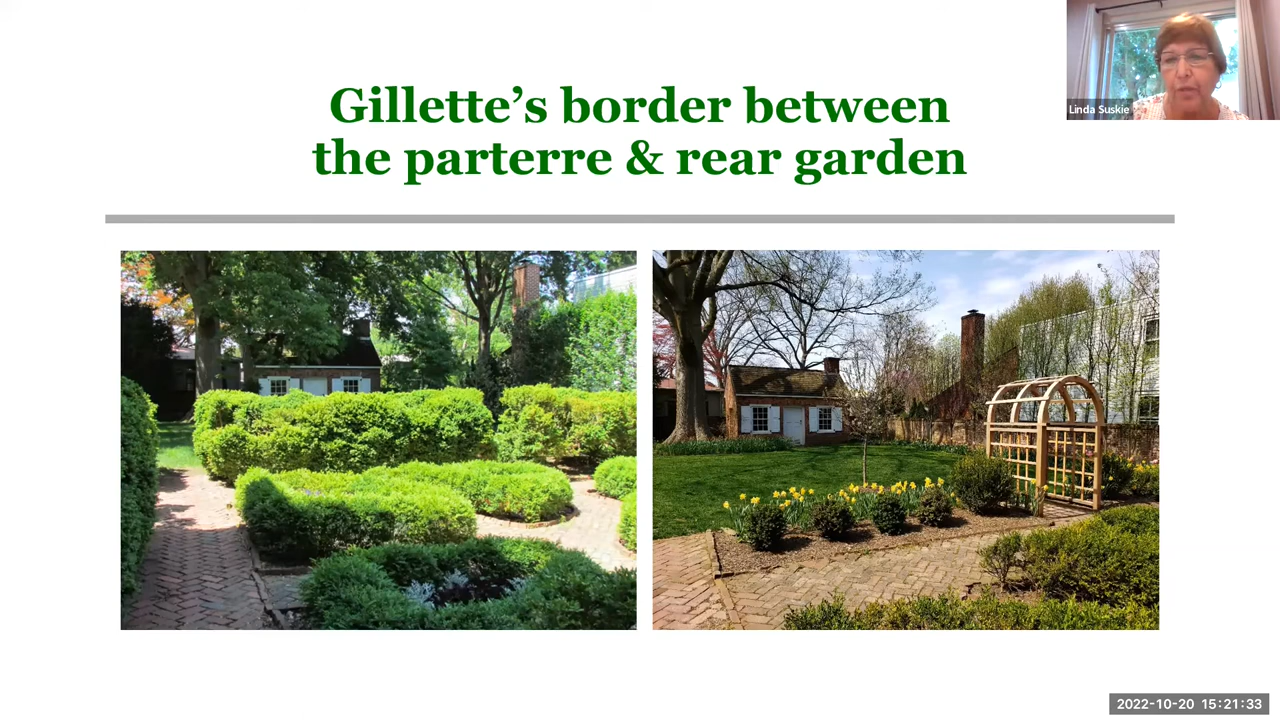 Gillette’s border between
the parterre & rear garden
Linda Suskie
2022-10-20 15:21:33